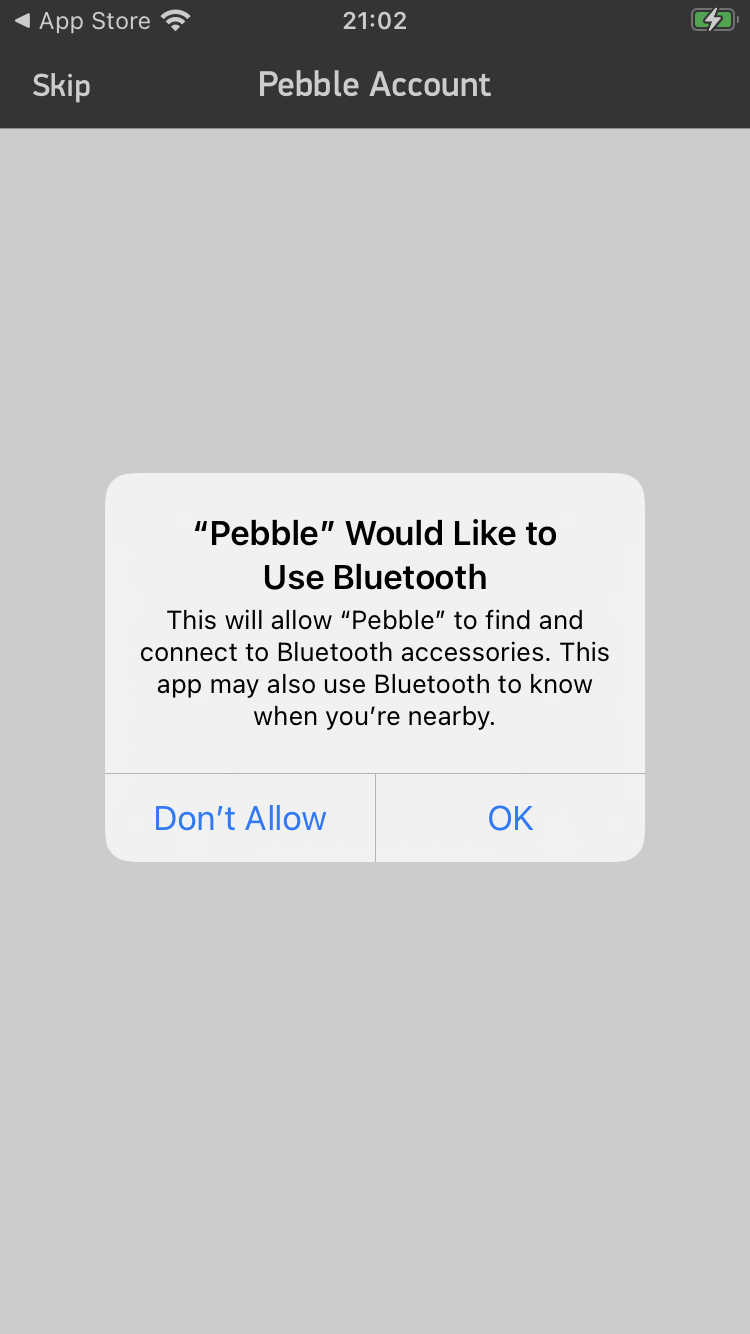 App Store
21:02
Skip
Pebble Account
“Pebble” Would Like to
Use Bluetooth
This will allow “Pebble” to find and
connect to Bluetooth accessories. This
app may also use Bluetooth to know
when you’re nearby.
Don’t Allow
OK